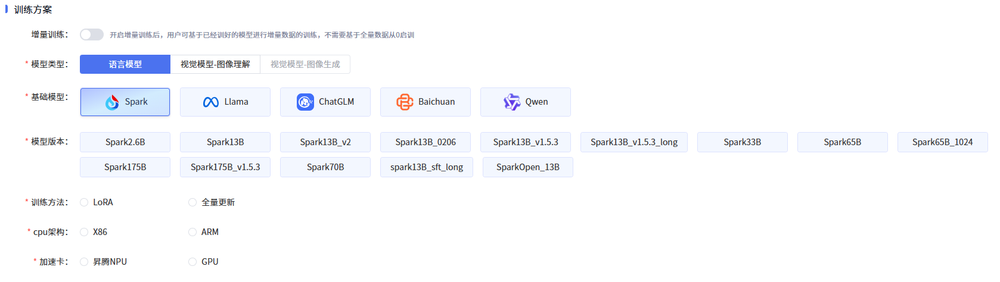 训练方案
增量训练： 开启增量训练后，用户可基于已经训好的模型进行增量数据的训练，不需要基于全量数据从0启训
* 模型类型： 语言模型 视觉模型-图像理解 视觉模型-图像生成
* 基础模型： Spark Llama ChatGLM Baichuan Qwen
* 模型版本： Spark2.6B Spark13B Spark13B_v2 Spark13B_0206 Spark13B_v1.5.3 Spark13B_v1.5.3_long Spark33B Spark65B Spark65B_1024
Spark175B Spark175B_v1.5.3 Spark70B spark13B_sft_long SparkOpen_13B
* 训练方法： LoRA 全量更新
* cpu架构： X86 ARM
* 加速卡： 昇腾NPU GPU